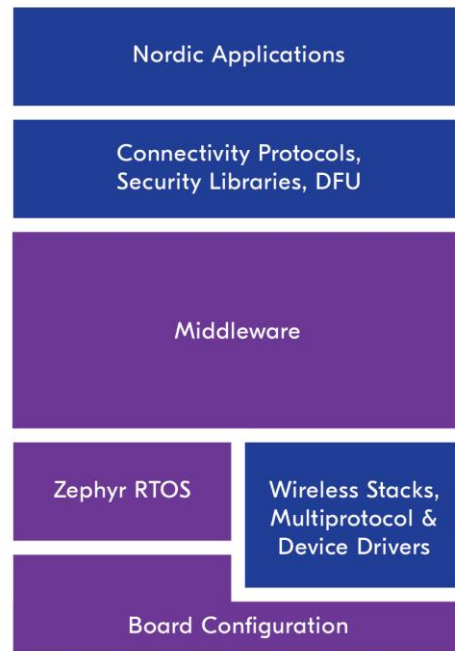 Nordic Applications
Connectivity Protocols,
Security Libraries, DFU
Middleware
Zephyr RTOS
Wireless Stacks,
Multiprotocol &
Device Drivers
Board Configuration